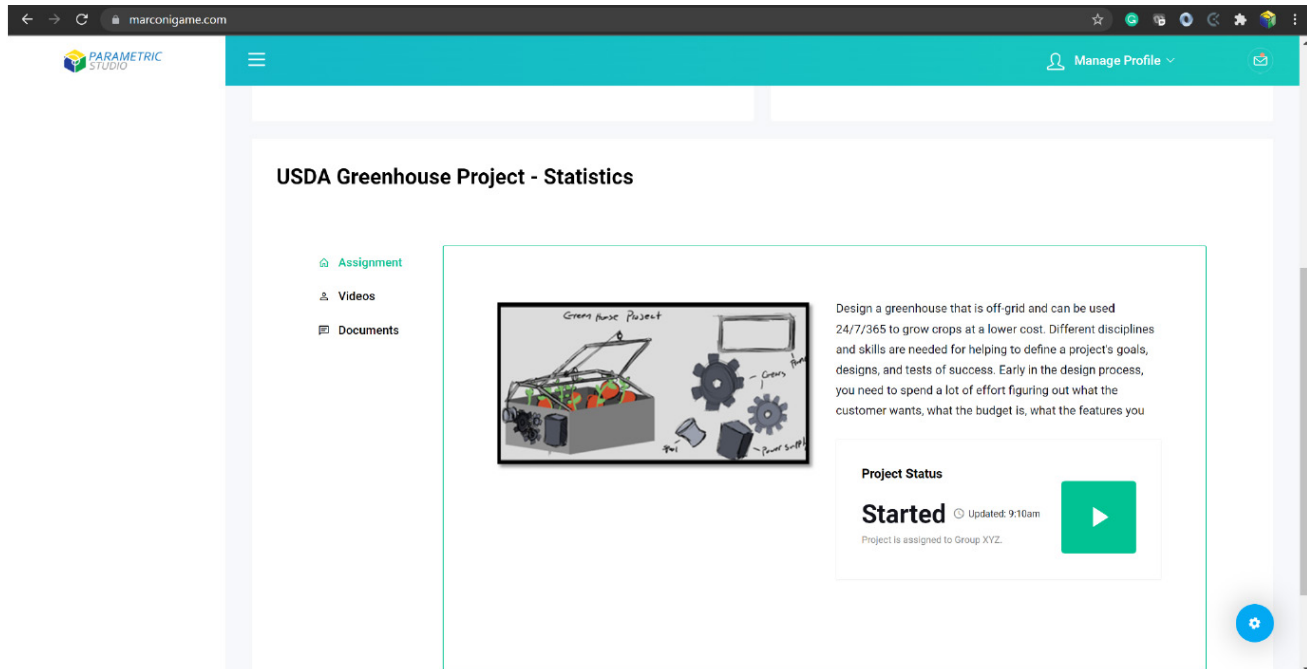 marconigame.com
PARAMETRIC
STUDIO
Manage Profile
USDA Greenhouse Project - Statistics
Assignment
Videos
Documents
Green House Project
Gears
Power Supply
Design a greenhouse that is off-grid and can be used
24/7/365 to grow crops at a lower cost. Different disciplines
and skills are needed for helping to define a project's goals,
designs, and tests of success. Early in the design process,
you need to spend a lot of effort figuring out what the
customer wants, what the budget is, what the features you
Project Status
Started
Updated: 9:10am
Project is assigned to Group XYZ.